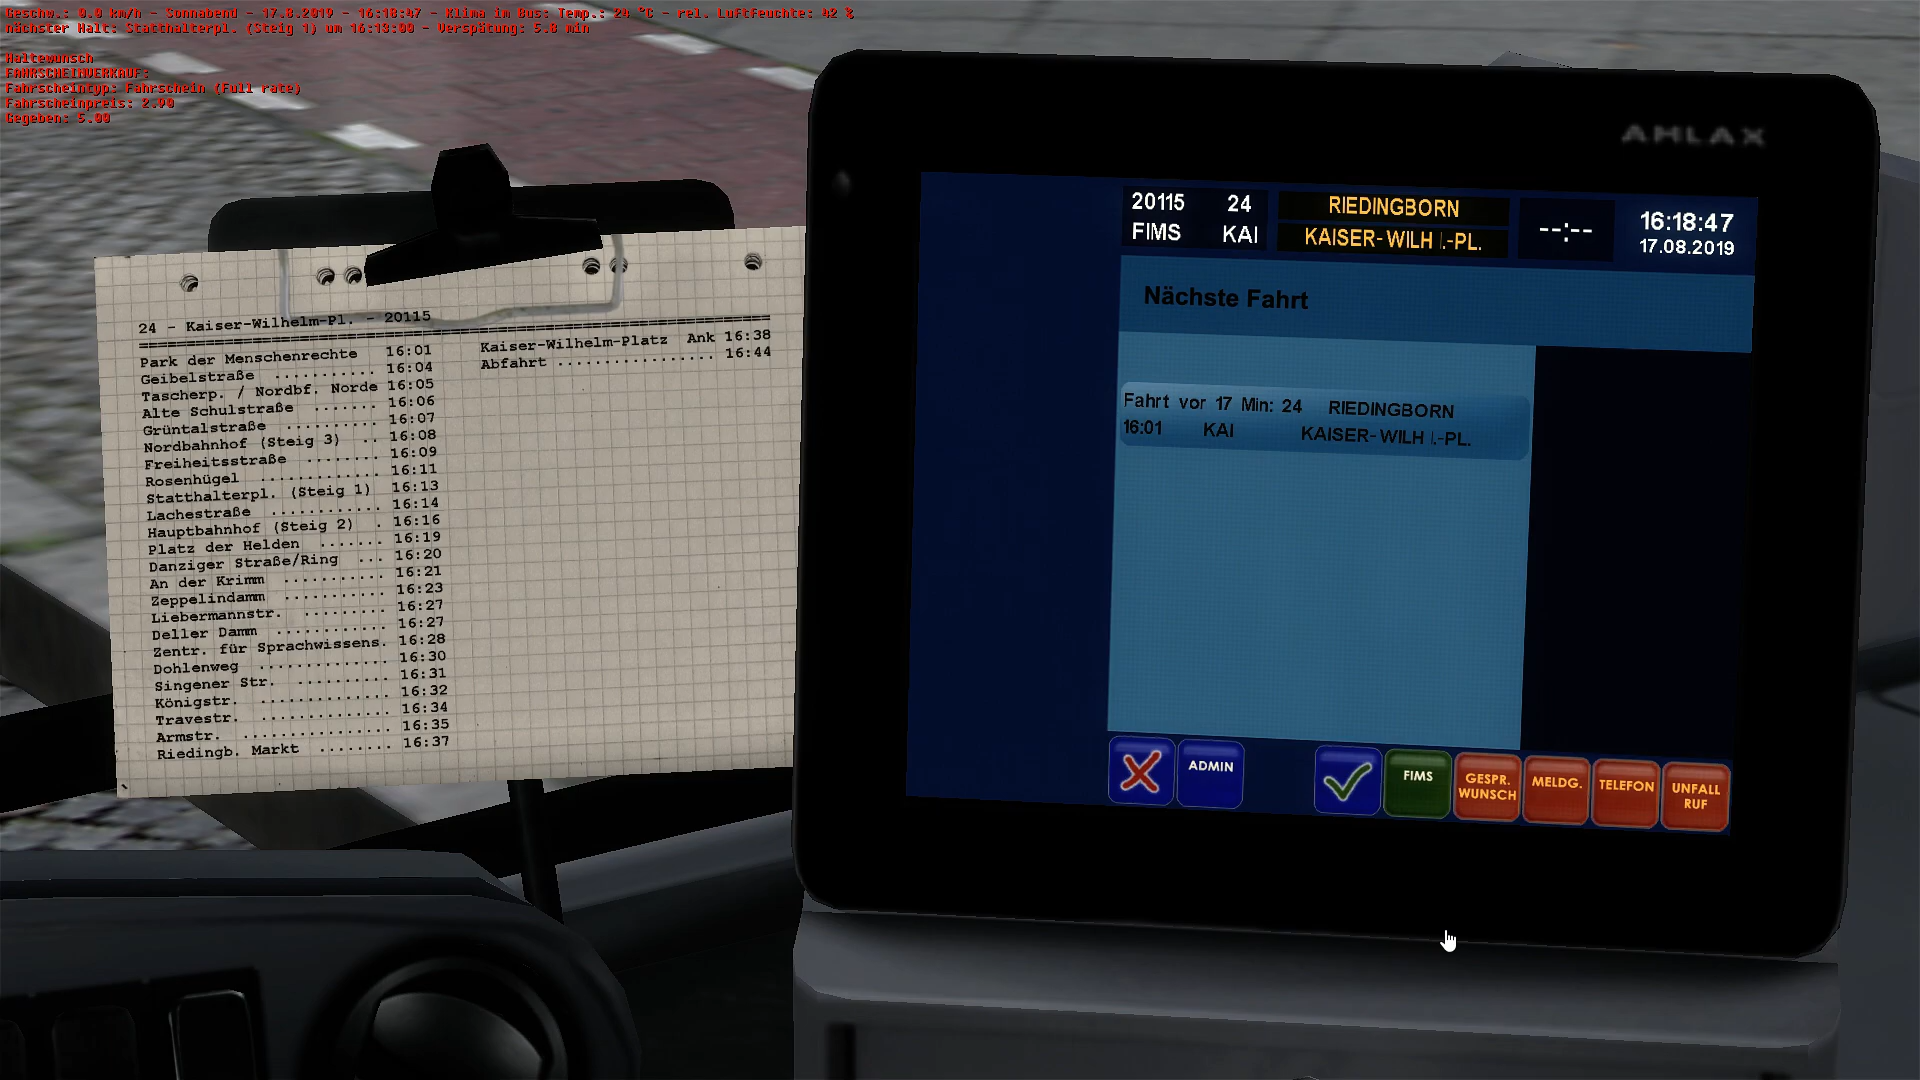 Geschw.: 0.0 km/h - Sonnabend - 17.8.2019 - 16:18:47 - Klima im Bus: Temp.: 24 °C - rel. Luftfeuchte: 42 %
nächster Halt: Statthalterpl. (Steig 1) um 16:13:00 - Verspätung: 5.8 min
Haltewunsch
FAHRSCHEINVERKAUF:
Fahrscheintyp: Fahrschein (Full rate)
Fahrscheinpreis: 2.90
Gegeben: 5.00
24 - Kaiser-Wilhelm-Pl. - 20115
Park der Menschenrechte 16:01
Geibelstraße ........... 16:04
Tascherp. / Nordbf. Norde 16:05
Alte Schulstraße ....... 16:06
Grüntalstraße .......... 16:07
Nordbahnhof (Steig 3) .. 16:08
Freiheitsstraße ........ 16:09
Rosenhügel ............. 16:11
Statthalterpl. (Steig 1) 16:13
Lachestraße ............ 16:14
Hauptbahnhof (Steig 2) . 16:16
Platz der Helden ....... 16:19
Danziger Straße/Ring ... 16:20
An der Krimm ........... 16:21
Zeppelindamm ........... 16:23
Liebermannstr. ......... 16:27
Deller Damm ............ 16:27
Zentr. für Sprachwissens. 16:28
Dohlenweg .............. 16:30
Singener Str. .......... 16:31
Königstr. .............. 16:32
Travestr. .............. 16:34
Armstr. ................ 16:35
Riedingb. Markt ........ 16:37
Kaiser-Wilhelm-Platz Ank 16:38
Abfahrt ................ 16:44
AHLAX
20115 24 RIEDINGBORN --:-- 16:18:47
FIMS KAI KAISER-WILH .-PL. 17.08.2019
Nächste Fahrt
Fahrt vor 17 Min: 24 RIEDINGBORN
16:01 KAI KAISER-WILH .-PL.
ADMIN
FIMS
GESPR.
WUNSCH
MELDG.
TELEFON
UNFALL
RUF